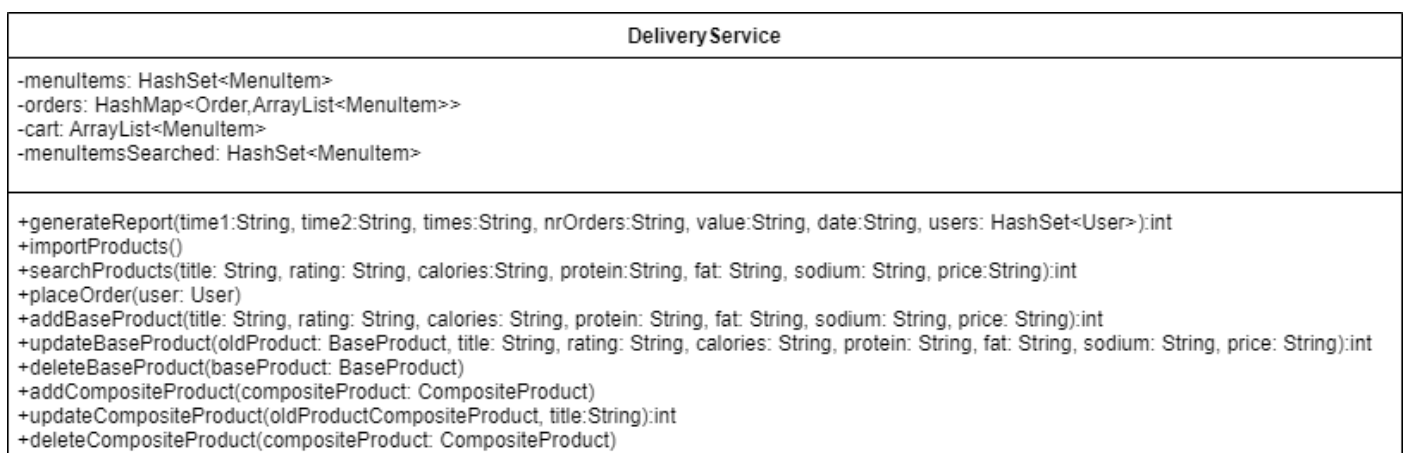 DeliveryService
-menuItems: HashSet<MenuItem>
-orders: HashMap<Order,ArrayList<MenuItem>>
-cart: ArrayList<MenuItem>
-menuItemsSearched: HashSet<MenuItem>
+generateReport(time1:String, time2:String, times:String, nrOrders:String, value:String, date:String, users: HashSet<User>):int
+importProducts()
+searchProducts(title: String, rating: String, calories:String, protein:String, fat: String, sodium: String, price:String):int
+placeOrder(user: User)
+addBaseProduct(title: String, rating: String, calories: String, protein: String, fat: String, sodium: String, price: String):int
+updateBaseProduct(oldProduct: BaseProduct, title: String, rating: String, calories: String, protein: String, fat: String, sodium: String, price: String):int
+deleteBaseProduct(baseProduct: BaseProduct)
+addCompositeProduct(compositeProduct: CompositeProduct)
+updateCompositeProduct(oldProductCompositeProduct, title:String):int
+deleteCompositeProduct(compositeProduct: CompositeProduct)